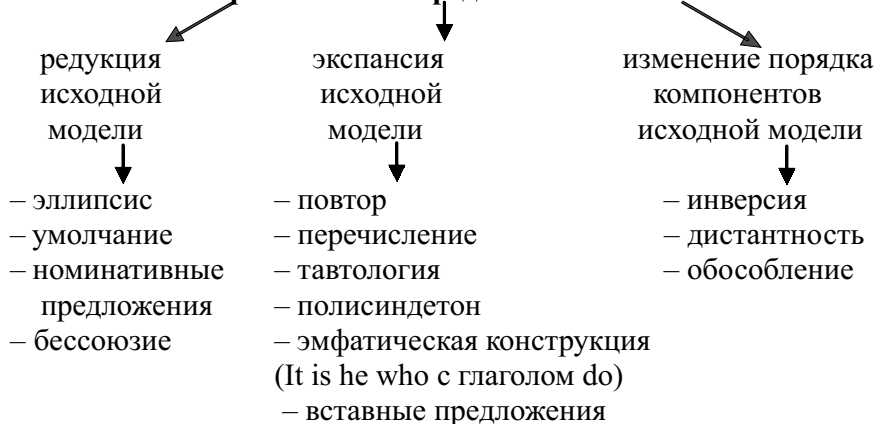 редукция
исходной
модели
– эллипсис
– умолчание
– номинативные
предложения
– бессоюзие
экспансия
исходной
модели
– повтор
– перечисление
– тавтология
– полисиндетон
– эмфатическая конструкция
(It is he who с глаголом do)
– вставные предложения
изменение порядка
компонентов
исходной модели
– инверсия
– дистантность
– обособление